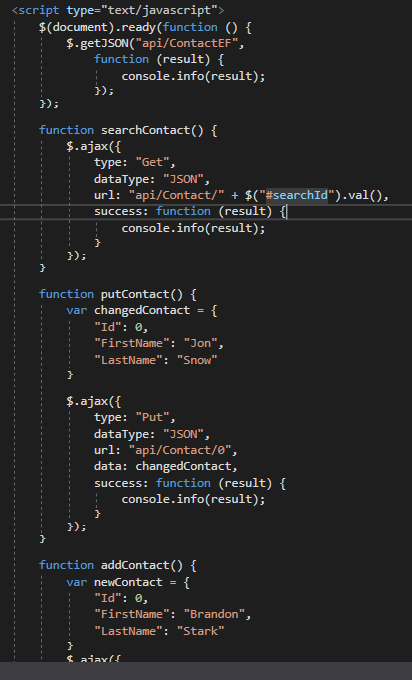 <script type="text/javascript">
$(document).ready(function () {
$.getJSON("api/ContactEF",
function (result) {
console.info(result);
});
});
function searchContact() {
$.ajax({
type: "Get",
dataType: "JSON",
url: "api/Contact/" + $("#searchId").val(),
success: function (result) {
console.info(result);
}
});
}
function putContact() {
var changedContact = {
"Id": 0,
"FirstName": "Jon",
"LastName": "Snow"
}
$.ajax({
type: "Put",
dataType: "JSON",
url: "api/Contact/0",
data: changedContact,
success: function (result) {
console.info(result);
}
});
}
function addContact() {
var newContact = {
"Id": 0,
"FirstName": "Brandon",
"LastName": "Stark"
}
$.ajax({